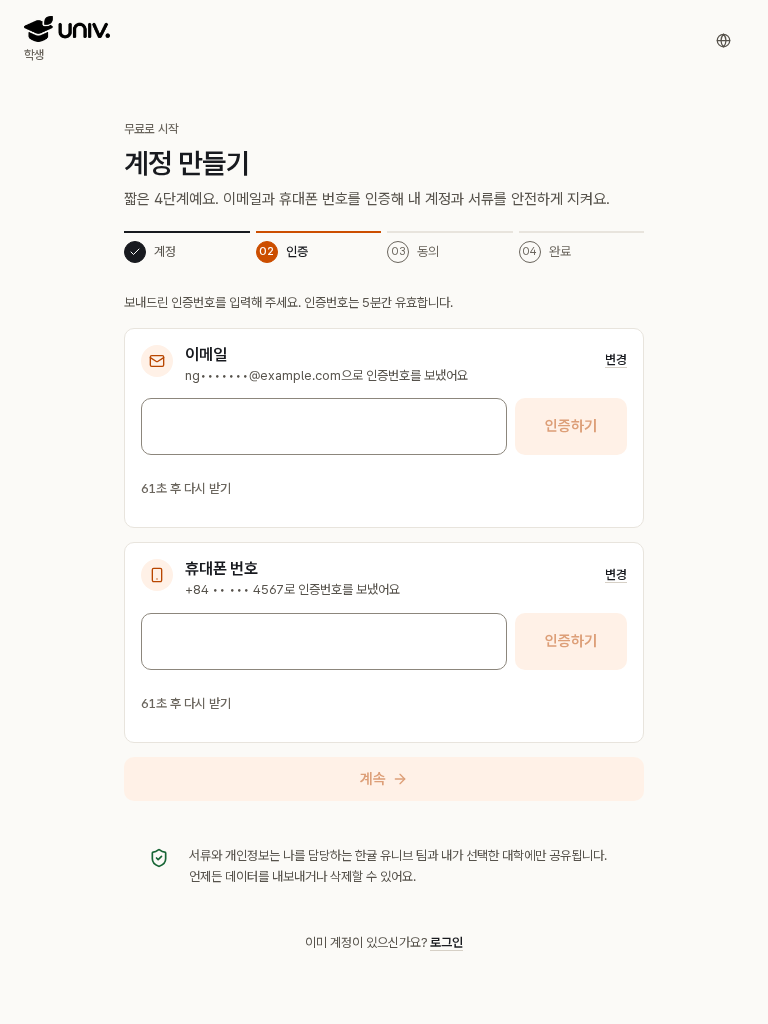 univ.
학생
무료로 시작
계정 만들기
짧은 4단계예요. 이메일과 휴대폰 번호를 인증해 내 계정과 서류를 안전하게 지켜요.
계정
02 인증
03 동의
04 완료
보내드린 인증번호를 입력해 주세요. 인증번호는 5분간 유효합니다.
이메일
변경
ng•••••••@example.com으로 인증번호를 보냈어요
인증하기
61초 후 다시 받기
휴대폰 번호
변경
+84 •• ••• 4567로 인증번호를 보냈어요
인증하기
61초 후 다시 받기
계속 →
서류와 개인정보는 나를 담당하는 한귤 유니브 팀과 내가 선택한 대학에만 공유됩니다.
언제든 데이터를 내보내거나 삭제할 수 있어요.
이미 계정이 있으신가요? 로그인